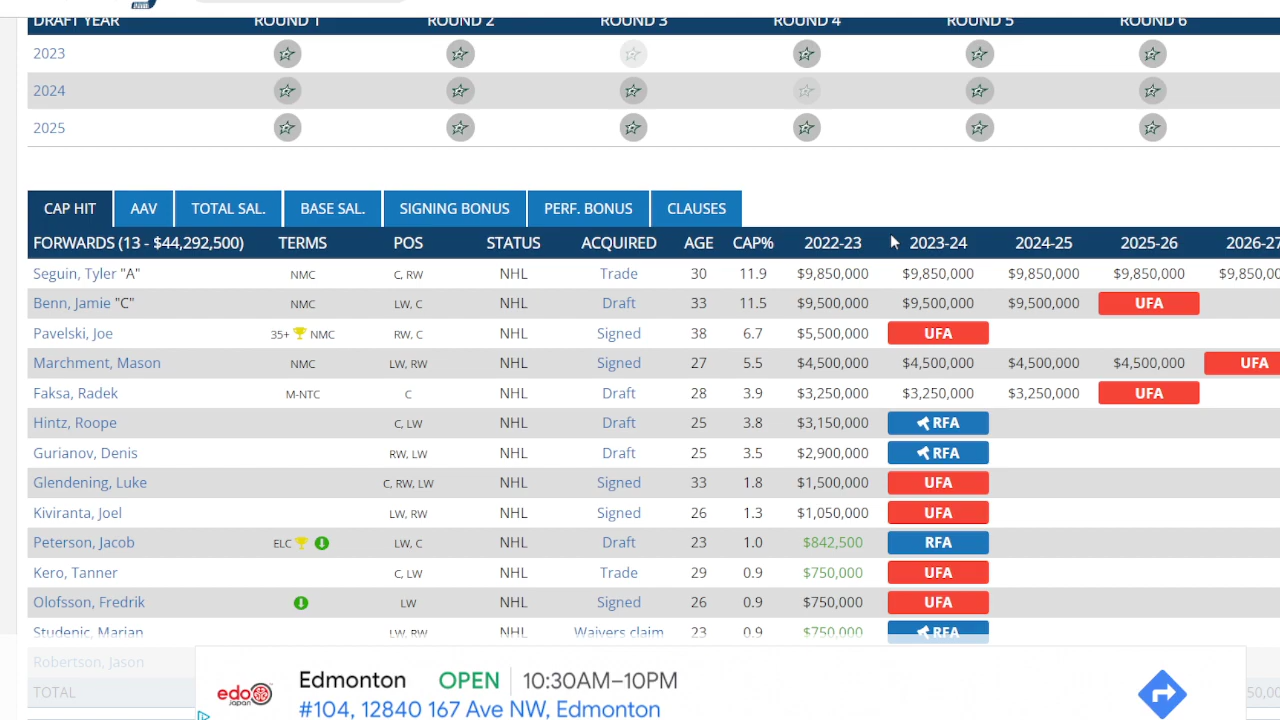 DRAFT YEAR ROUND 1 ROUND 2 ROUND 3 ROUND 4 ROUND 5 ROUND 6
2023
2024
2025
CAP HIT AAV TOTAL SAL. BASE SAL. SIGNING BONUS PERF. BONUS CLAUSES
FORWARDS (13 - $44,292,500) TERMS POS STATUS ACQUIRED AGE CAP% 2022-23 2023-24 2024-25 2025-26 2026-27
Seguin, Tyler "A" NMC C, RW NHL Trade 30 11.9 $9,850,000 $9,850,000 $9,850,000 $9,850,000 $9,850,00
Benn, Jamie "C" NMC LW, C NHL Draft 33 11.5 $9,500,000 $9,500,000 $9,500,000 UFA
Pavelski, Joe 35+ NMC RW, C NHL Signed 38 6.7 $5,500,000 UFA
Marchment, Mason NMC LW, RW NHL Signed 27 5.5 $4,500,000 $4,500,000 $4,500,000 $4,500,000 UFA
Faksa, Radek M-NTC C NHL Draft 28 3.9 $3,250,000 $3,250,000 $3,250,000 UFA
Hintz, Roope C, LW NHL Draft 25 3.8 $3,150,000 RFA
Gurianov, Denis RW, LW NHL Draft 25 3.5 $2,900,000 RFA
Glendening, Luke C, RW, LW NHL Signed 33 1.8 $1,500,000 UFA
Kiviranta, Joel LW, RW NHL Signed 26 1.3 $1,050,000 UFA
Peterson, Jacob ELC LW, C NHL Draft 23 1.0 $842,500 RFA
Kero, Tanner C, LW NHL Trade 29 0.9 $750,000 UFA
Olofsson, Fredrik LW NHL Signed 26 0.9 $750,000 UFA
Studenic, Marian LW, RW NHL Waivers claim 23 0.9 $750,000 RFA
Robertson, Jason
TOTAL 50,00
edo Japan
Edmonton OPEN 10:30AM–10PM
#104, 12840 167 Ave NW, Edmonton